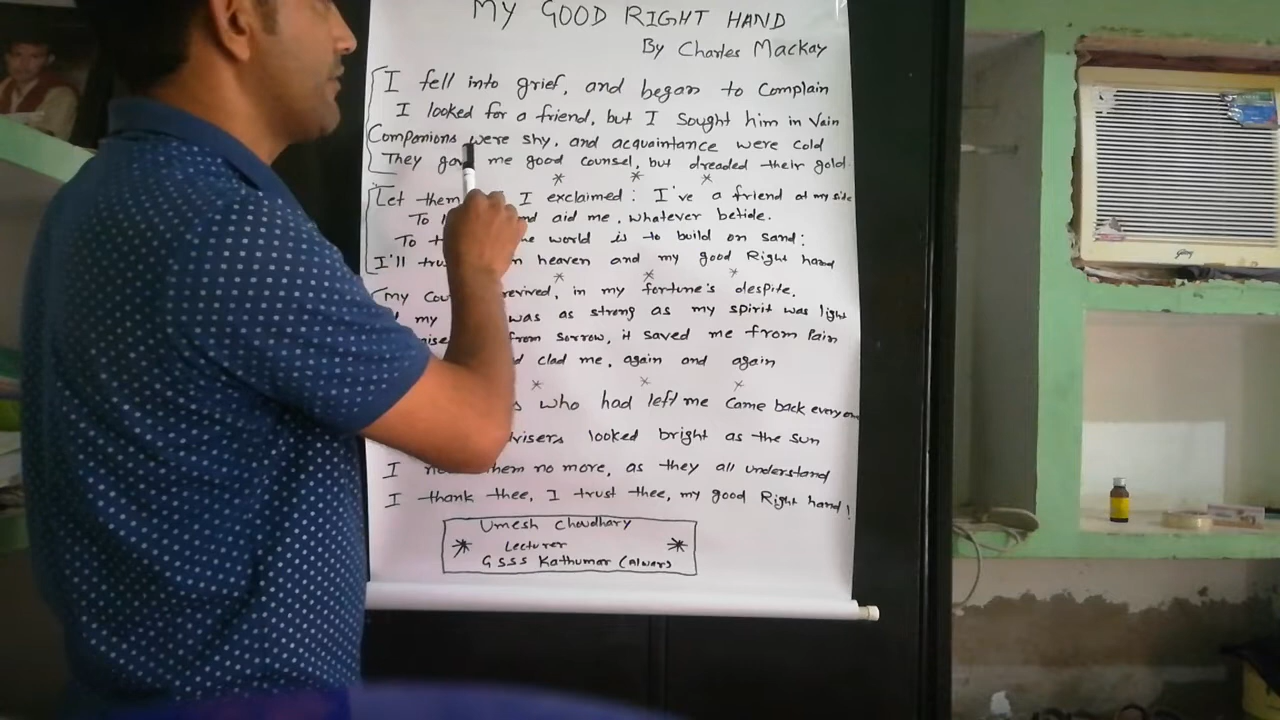 MY GOOD RIGHT HAND
By Charles Mackay
I fell into grief, and began to Complain
I looked for a friend, but I Sought him in Vain
Companions were shy, and acquaintance were cold
They me good counsel, but dreaded their gold.
Let them I exclaimed: I've a friend at my side
To aid me, whatever betide.
To world is to build on sand:
I'll heaven and my good Right hand
My revived, in my fortune's despite.
my was as strong as my spirit was light
from sorrow, it saved me from Pain
clad me, again and again
who had left me came back every one
looked bright as the sun
I them no more, as they all understand
I thank thee, I trust thee, my good Right hand!
Umesh Choudhary
Lecturer
GSSS Kathumar (Alwar)
Godrej